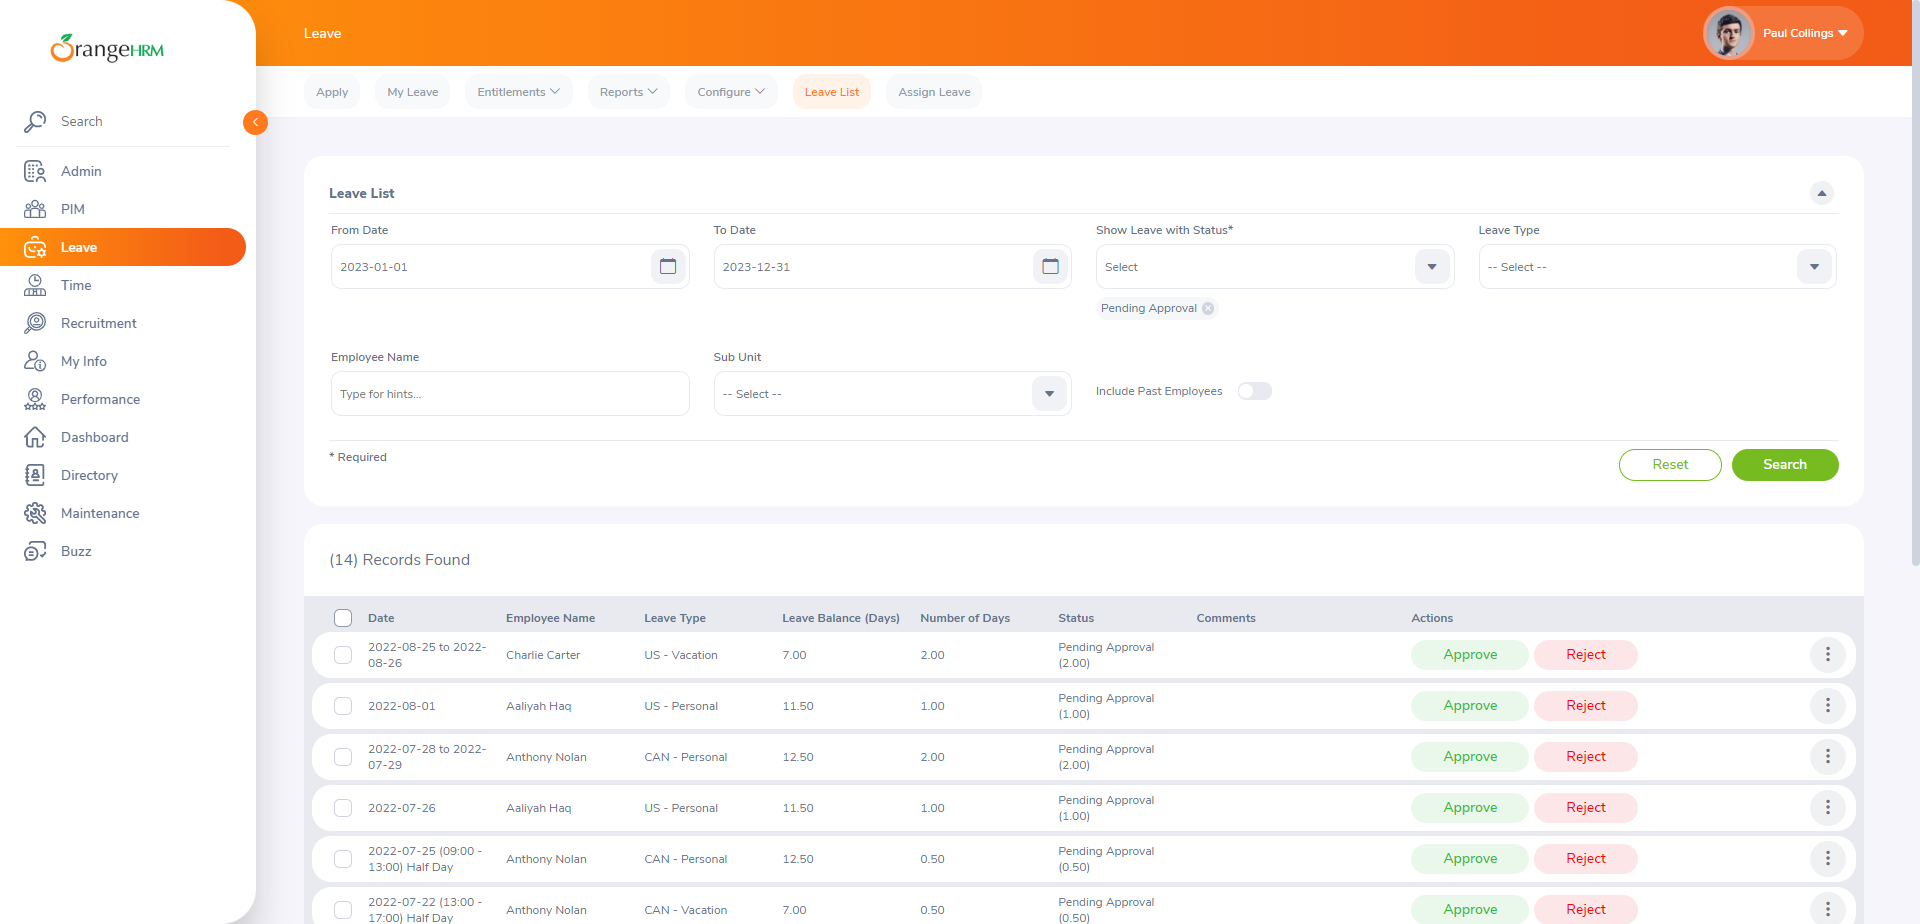 OrangeHRM
Search
Admin
PIM
Leave
Time
Recruitment
My Info
Performance
Dashboard
Directory
Maintenance
Buzz
Leave
Paul Collings
Apply My Leave Entitlements Reports Configure Leave List Assign Leave
Leave List
From Date To Date Show Leave with Status* Leave Type
2023-01-01 2023-12-31 Select -- Select --
Pending Approval
Employee Name Sub Unit
Type for hints... -- Select -- Include Past Employees
* Required Reset Search
(14) Records Found
Date Employee Name Leave Type Leave Balance (Days) Number of Days Status Comments Actions
2022-08-25 to 2022-
08-26 Charlie Carter US - Vacation 7.00 2.00 Pending Approval
(2.00) Approve Reject
2022-08-01 Aaliyah Haq US - Personal 11.50 1.00 Pending Approval
(1.00) Approve Reject
2022-07-28 to 2022-
07-29 Anthony Nolan CAN - Personal 12.50 2.00 Pending Approval
(2.00) Approve Reject
2022-07-26 Aaliyah Haq US - Personal 11.50 1.00 Pending Approval
(1.00) Approve Reject
2022-07-25 (09:00 -
13:00) Half Day Anthony Nolan CAN - Personal 12.50 0.50 Pending Approval
(0.50) Approve Reject
2022-07-22 (13:00 -
17:00) Half Day Anthony Nolan CAN - Vacation 7.00 0.50 Pending Approval
(0.50) Approve Reject